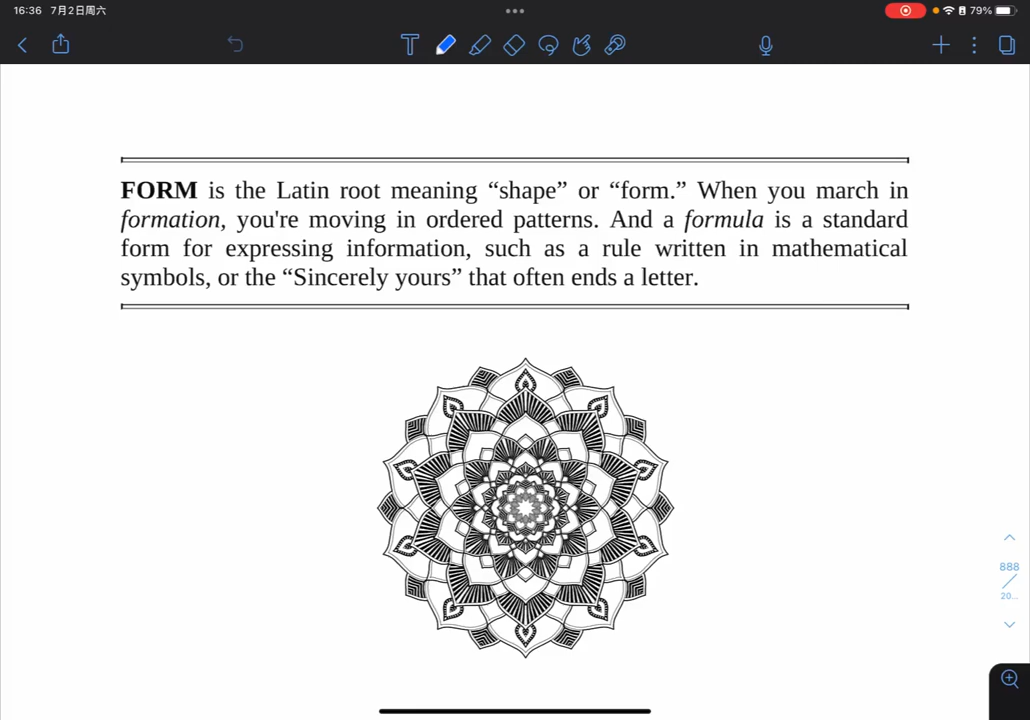 16:36 7月2日周六
79%
FORM is the Latin root meaning “shape” or “form.” When you march in
formation, you're moving in ordered patterns. And a formula is a standard
form for expressing information, such as a rule written in mathematical
symbols, or the “Sincerely yours” that often ends a letter.
888
20...